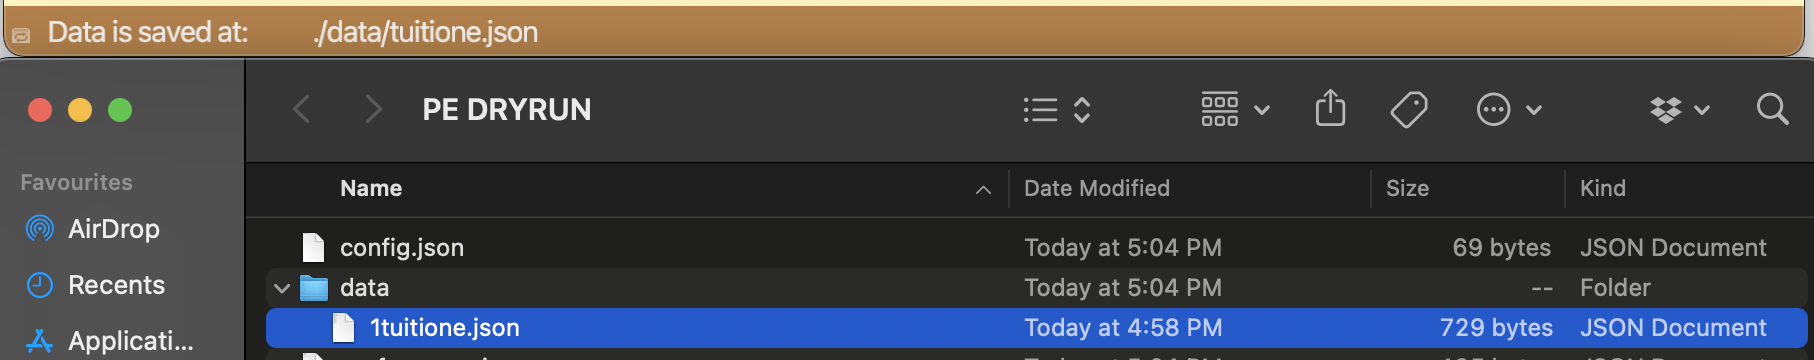 Data is saved at: ./data/tuitione.json
PE DRYRUN
Favourites
AirDrop
Recents
Applicati...
Name Date Modified Size Kind
config.json Today at 5:04 PM 69 bytes JSON Document
data Today at 5:04 PM -- Folder
1tuitione.json Today at 4:58 PM 729 bytes JSON Document